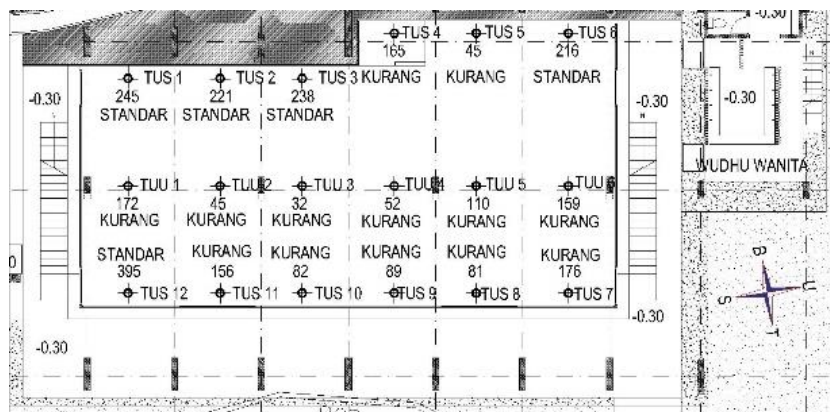 -0.30
TUS 4 TUS 5 TUS 6
165 45 216
TUS 1 TUS 2 TUS 3 KURANG KURANG STANDAR
245 221 238
-0.30 STANDAR STANDAR STANDAR -0.30 -0.30
WUDHU WANITA
TUU 1 TUU 2 TUU 3 TUU 4 TUU 5 TUU 6
172 45 32 52 110 159
KURANG KURANG KURANG KURANG KURANG KURANG
STANDAR KURANG KURANG KURANG KURANG KURANG
395 156 82 89 81 176
TUS 12 TUS 11 TUS 10 TUS 9 TUS 8 TUS 7
B
U
S
T
-0.30
-0.30